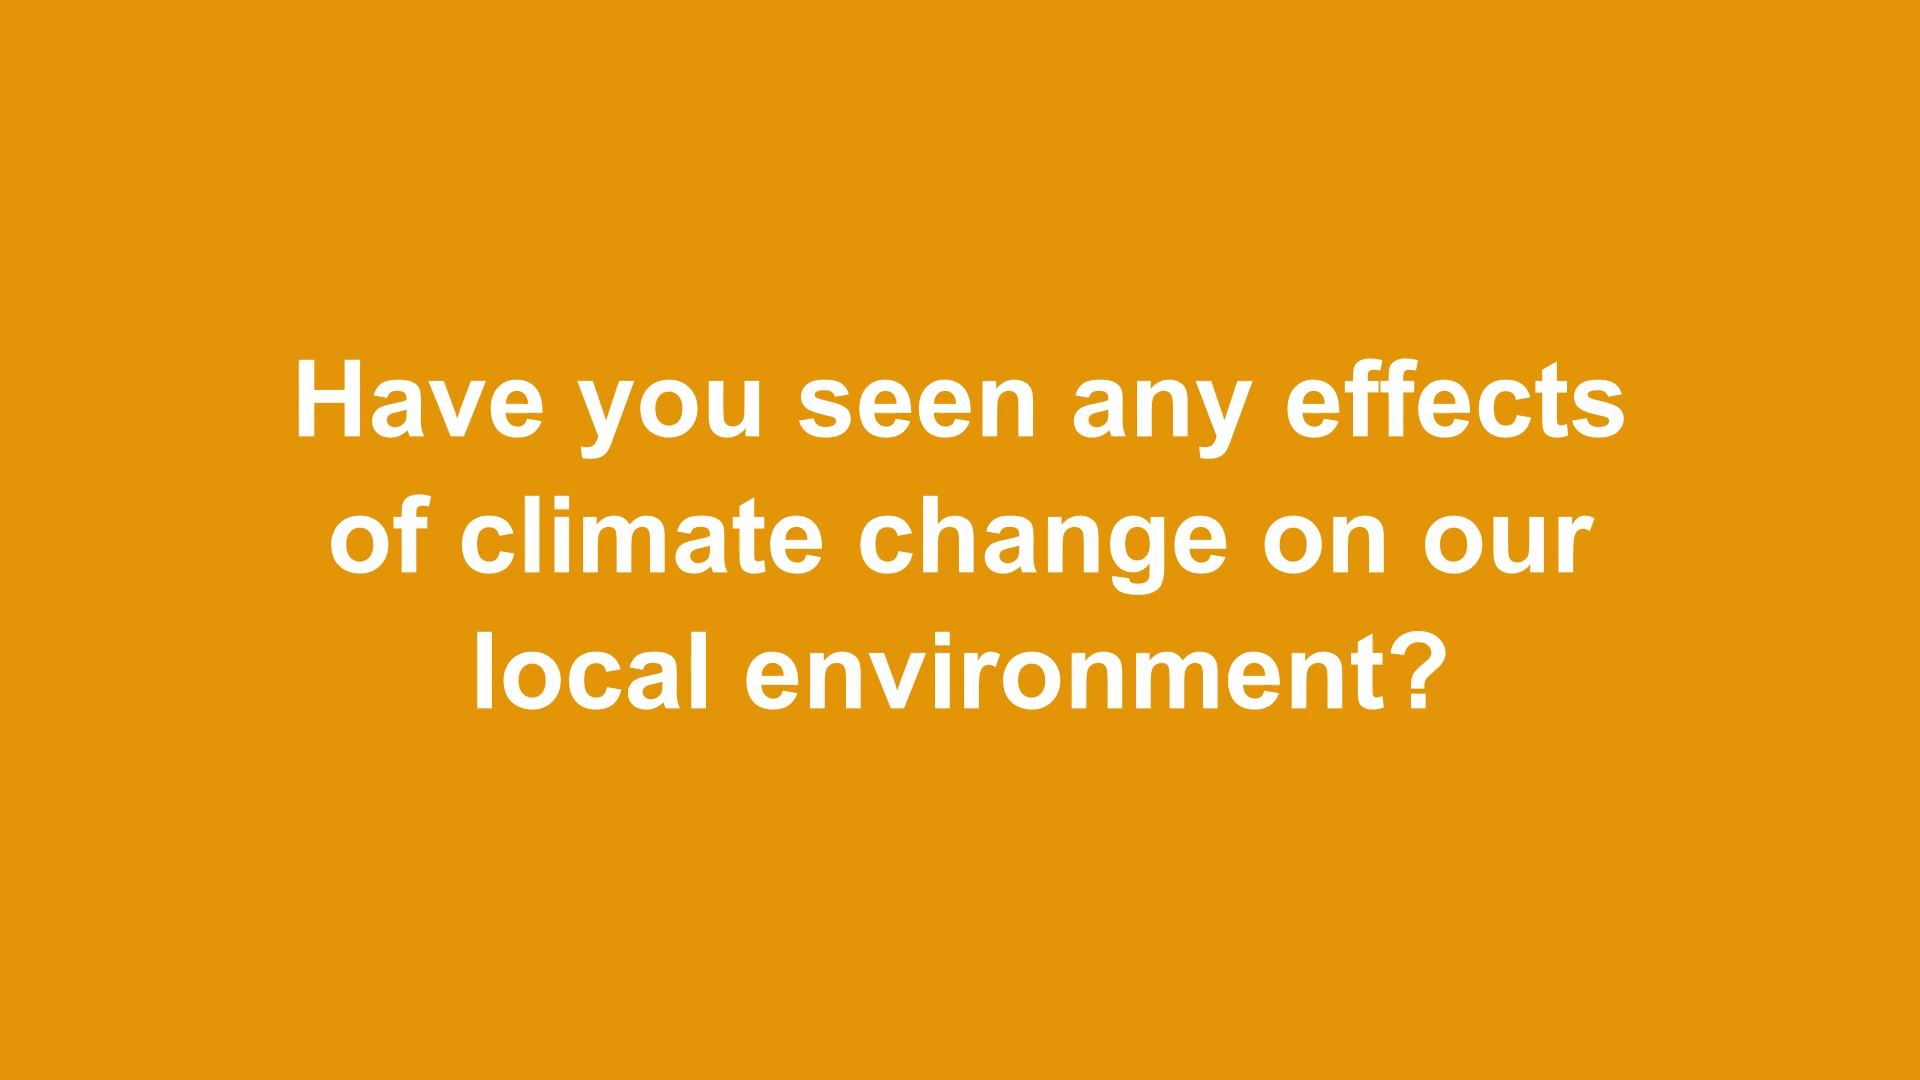 Have you seen any effects
of climate change on our
local environment?